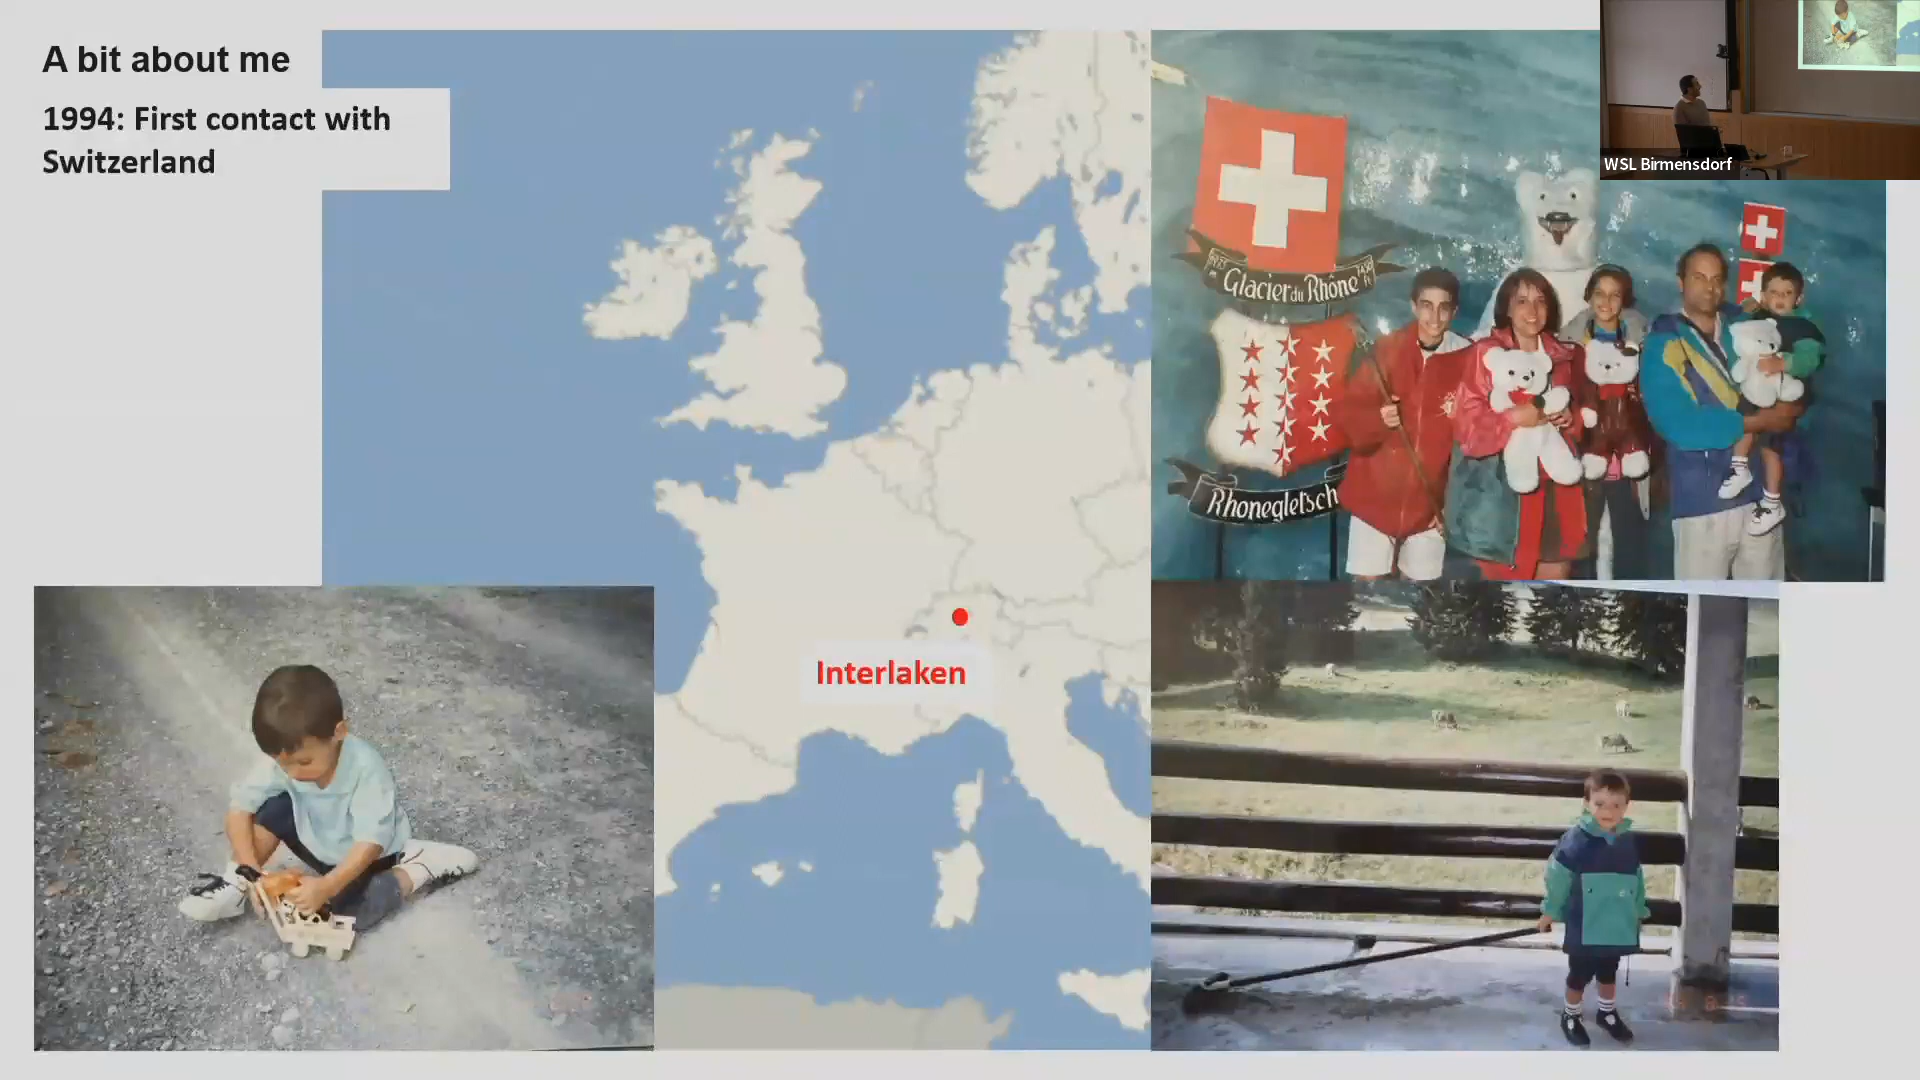 A bit about me
1994: First contact with
Switzerland
WSL Birmensdorf
Glacier du Rhône
Rhonegletsch
Interlaken